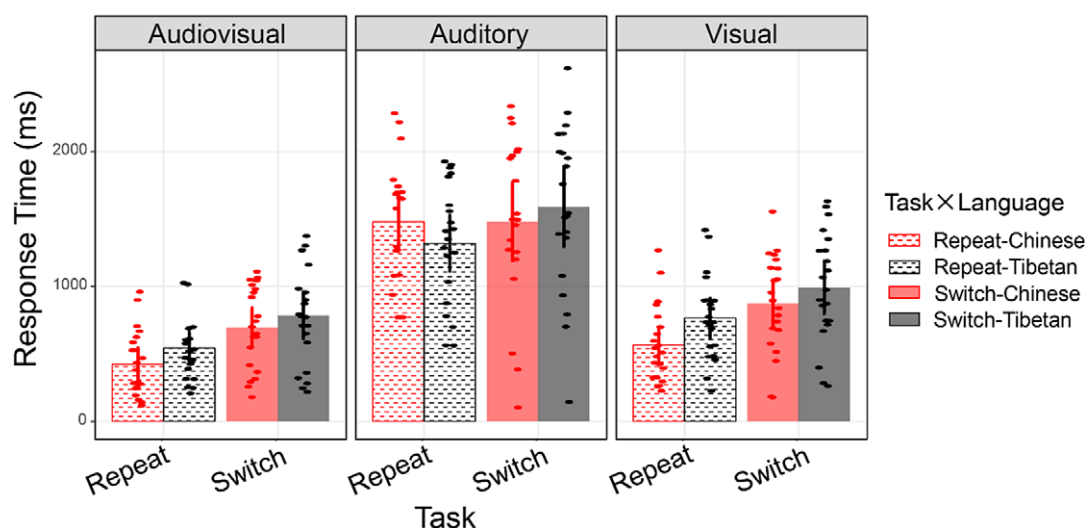 Audiovisual
Auditory
Visual
Response Time (ms)
2000
1000
0
Repeat
Switch
Repeat
Switch
Repeat
Switch
Task
Task×Language
Repeat-Chinese
Repeat-Tibetan
Switch-Chinese
Switch-Tibetan